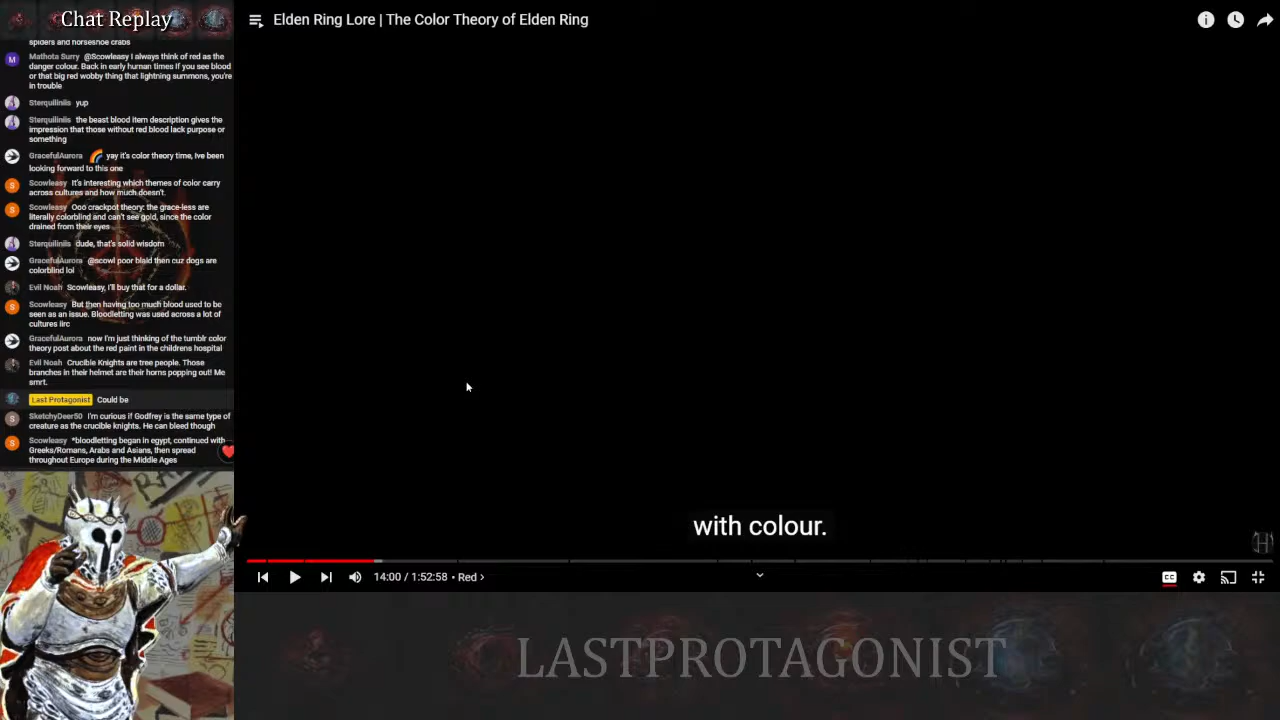 Chat Replay
spiders and horseshoe crabs
M
Mathota Surry @Scowleasy I always think of red as the
danger colour. Back in early human times if you see blood
or that big red wobby thing that lightning summons, you're
in trouble
Sterquiliniis yup
Sterquiliniis the beast blood item description gives the
impression that those without red blood lack purpose or
something
GracefulAurora 🌈 yay it's color theory time, Ive been
looking forward to this one
S
Scowleasy It's interesting which themes of color carry
across cultures and how much doesn't.
S
Scowleasy Ooo crackpot theory: the grace-less are
literally colorblind and can't see gold, since the color
drained from their eyes
Sterquiliniis dude, that's solid wisdom
GracefulAurora @scowl poor blaid then cuz dogs are
colorblind lol
Evil Noah Scowleasy, I'll buy that for a dollar.
S
Scowleasy But then having too much blood used to be
seen as an issue. Bloodletting was used across a lot of
cultures iirc
GracefulAurora now I'm just thinking of the tumblr color
theory post about the red paint in the childrens hospital
Evil Noah Crucible Knights are tree people. Those
branches in their helmet are their horns popping out! Me
smrt.
Last Protagonist Could be
S
SketchyDeer50 I'm curious if Godfrey is the same type of
creature as the crucible knights. He can bleed though
S
Scowleasy *bloodletting began in egypt, continued with
Greeks/Romans, Arabs and Asians, then spread
throughout Europe during the Middle Ages
Elden Ring Lore | The Color Theory of Elden Ring
with colour.
14:00 / 1:52:58 • Red ›
CC
LASTPROTAGONIST